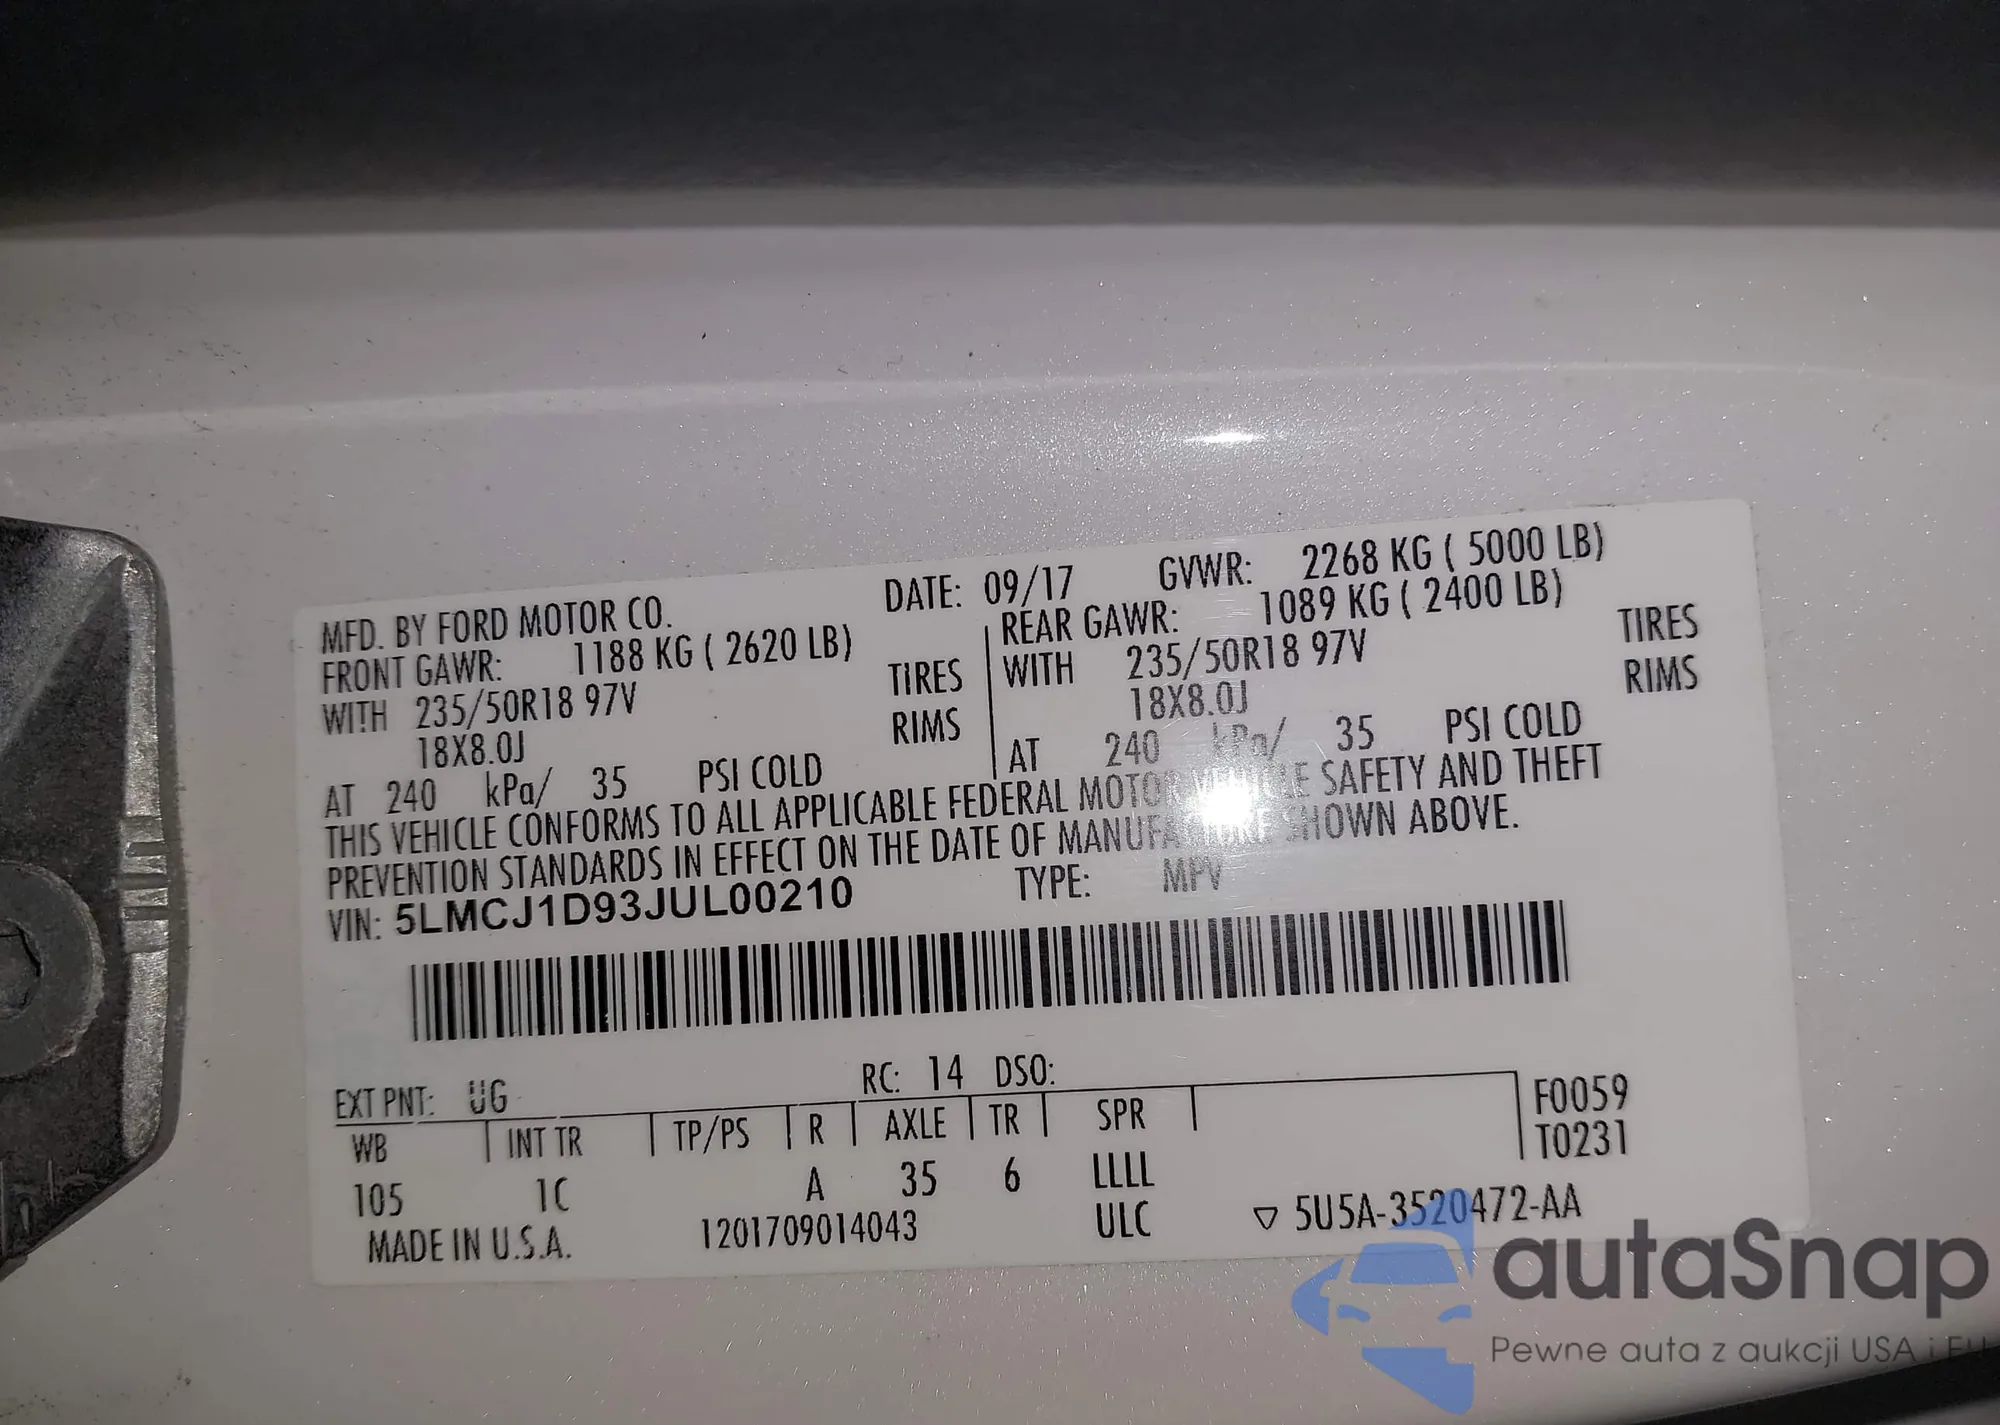 MFD. BY FORD MOTOR CO. DATE: 09/17 GVWR: 2268 KG ( 5000 LB)
FRONT GAWR: 1188 KG ( 2620 LB) REAR GAWR: 1089 KG ( 2400 LB)
WITH 235/50R18 97V TIRES WITH 235/50R18 97V TIRES
18X8.0J RIMS 18X8.0J RIMS
AT 240 kPa/ 35 PSI COLD AT 240 kPa/ 35 PSI COLD
THIS VEHICLE CONFORMS TO ALL APPLICABLE FEDERAL MOTOR VEHICLE SAFETY AND THEFT
PREVENTION STANDARDS IN EFFECT ON THE DATE OF MANUFACTURE SHOWN ABOVE.
VIN: 5LMCJ1D93JUL00210 TYPE: MPV
EXT PNT: UG RC: 14 DSO:
WB INT TR TP/PS R AXLE TR SPR F0059
T0231
105 1C A 35 6 LLLL
MADE IN U.S.A. 1201709014043 ULC ▽ 5U5A-3520472-AA
autaSnap
Pewne auta z aukcji USA i EU